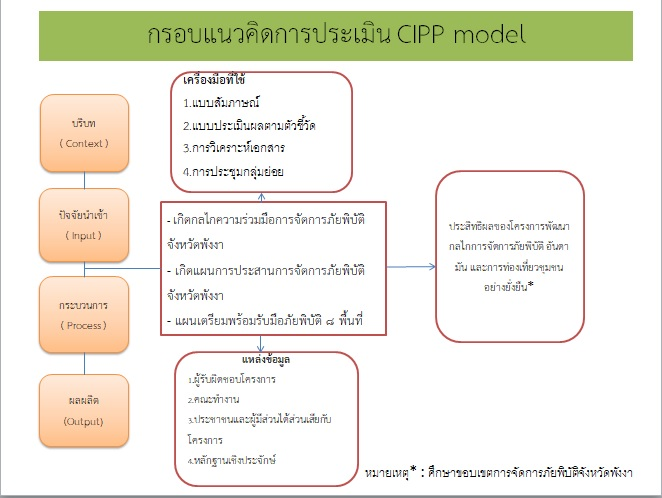 กรอบแนวคิดการประเมิน CIPP model
บริบท
( Context )
ปัจจัยนำเข้า
( Input )
กระบวนการ
( Process )
ผลผลิต
(Output)
เครื่องมือที่ใช้
1.แบบสัมภาษณ์
2.แบบประเมินผลตามตัวชี้วัด
3.การวิเคราะห์เอกสาร
4.การประชุมกลุ่มย่อย
- เกิดกลไกความร่วมมือการจัดการภัยพิบัติ
จังหวัดพังงา
- เกิดแผนการประสานการจัดการภัยพิบัติ
จังหวัดพังงา
- แผนเตรียมพร้อมรับมือภัยพิบัติ ๘ พื้นที่
แหล่งข้อมูล
1.ผู้รับผิดชอบโครงการ
2.คณะทำงาน
3.ประชาชนและผู้มีส่วนได้ส่วนเสียกับ
โครงการ
4.หลักฐานเชิงประจักษ์
ประสิทธิผลของโครงการพัฒนา
กลไกการจัดการภัยพิบัติ อันดา
มัน และการท่องเที่ยวชุมชน
อย่างยั่งยืน*
หมายเหตุ* : ศึกษาขอบเขตการจัดการภัยพิบัติจังหวัดพังงา